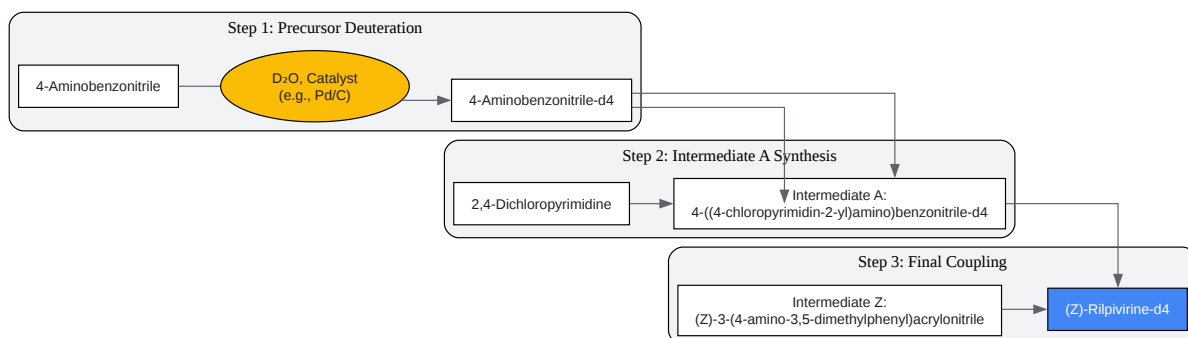 Step 1: Precursor Deuteration
4-Aminobenzonitrile
D₂O, Catalyst
(e.g., Pd/C)
4-Aminobenzonitrile-d4
Step 2: Intermediate A Synthesis
2,4-Dichloropyrimidine
Intermediate A:
4-((4-chloropyrimidin-2-yl)amino)benzonitrile-d4
Step 3: Final Coupling
Intermediate Z:
(Z)-3-(4-amino-3,5-dimethylphenyl)acrylonitrile
(Z)-Rilpivirine-d4